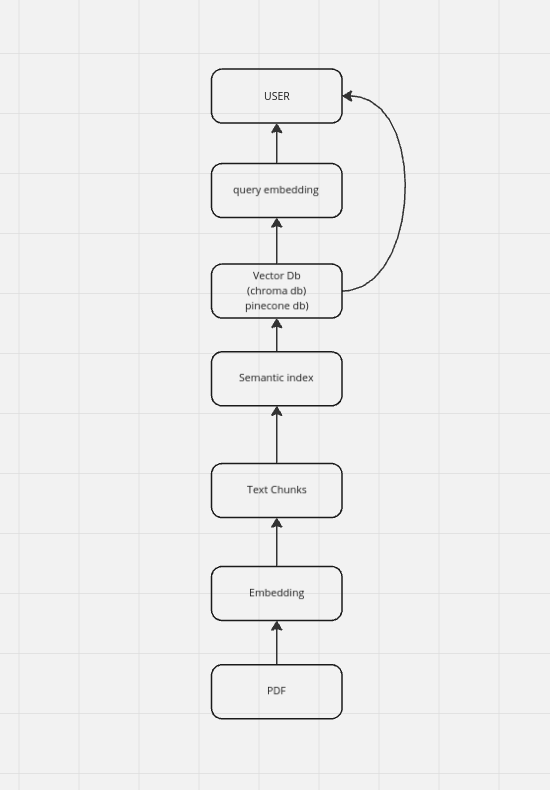 USER
query embedding
Vector Db
(chroma db)
pinecone db)
Semantic index
Text Chunks
Embedding
PDF